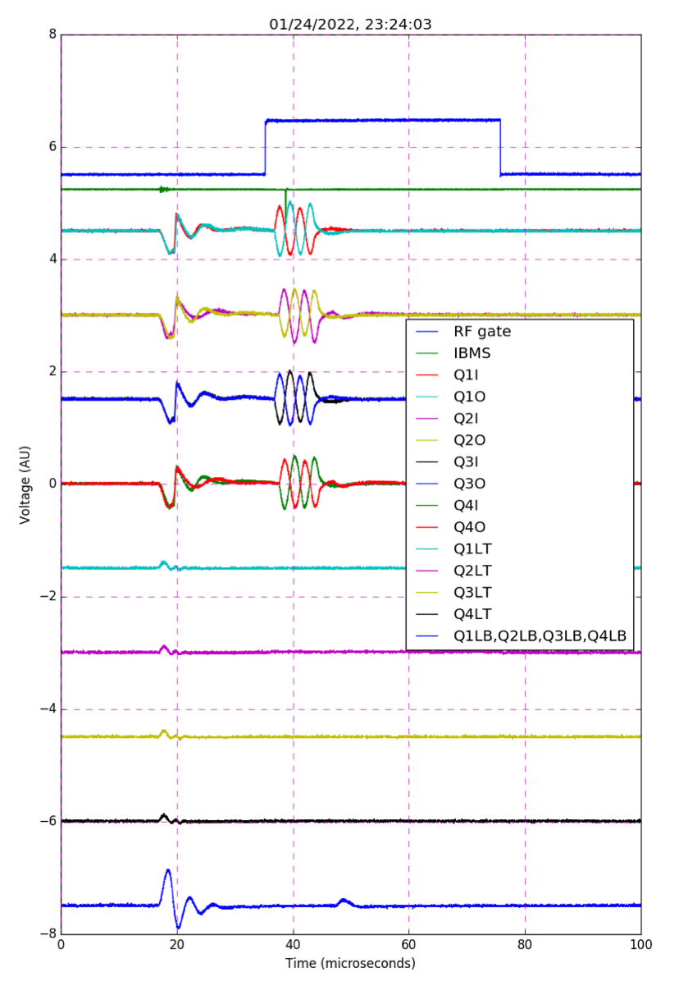 01/24/2022, 23:24:03
8
6
4
2
0
−2
−4
−6
−8
Voltage (AU)
RF gate
IBMS
Q1I
Q1O
Q2I
Q2O
Q3I
Q3O
Q4I
Q4O
Q1LT
Q2LT
Q3LT
Q4LT
Q1LB,Q2LB,Q3LB,Q4LB
0 20 40 60 80 100
Time (microseconds)